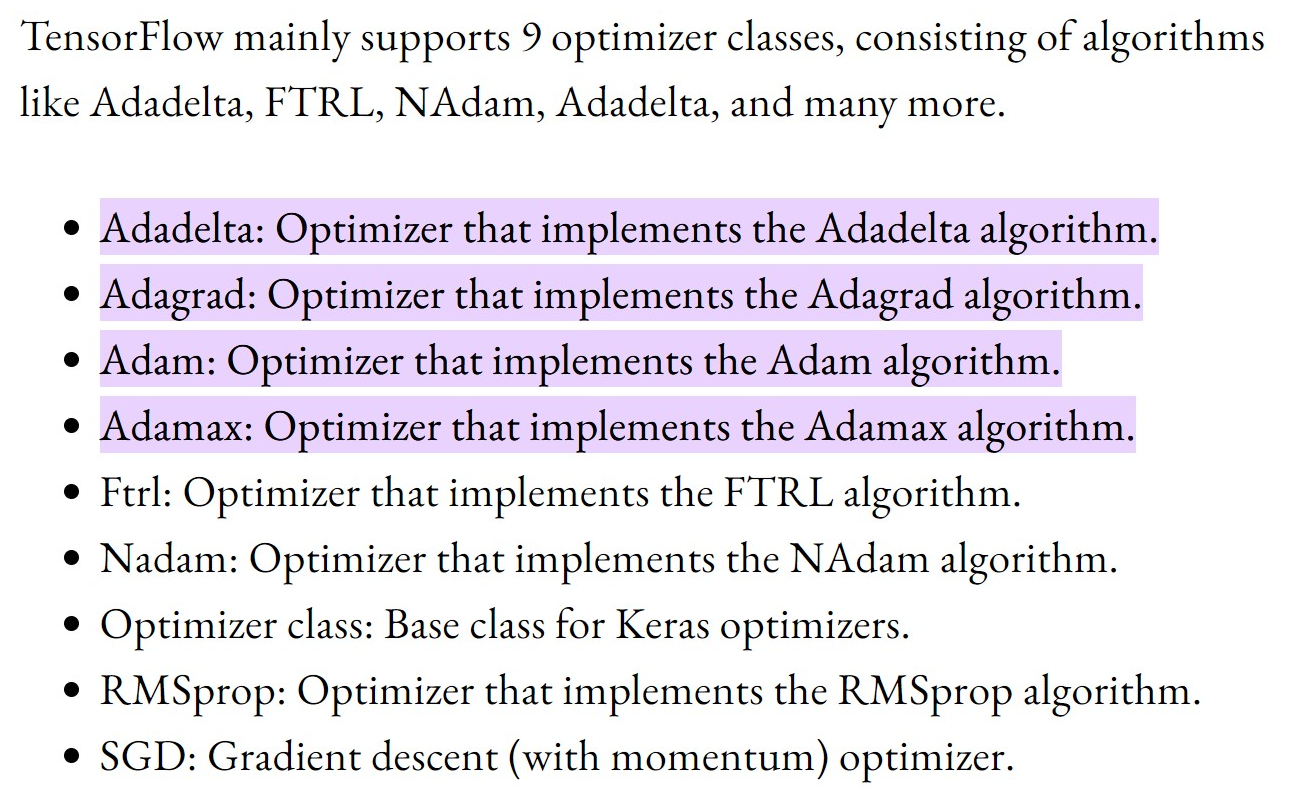 TensorFlow mainly supports 9 optimizer classes, consisting of algorithms
like Adadelta, FTRL, NAdam, Adadelta, and many more.
• Adadelta: Optimizer that implements the Adadelta algorithm.
• Adagrad: Optimizer that implements the Adagrad algorithm.
• Adam: Optimizer that implements the Adam algorithm.
• Adamax: Optimizer that implements the Adamax algorithm.
• Ftrl: Optimizer that implements the FTRL algorithm.
• Nadam: Optimizer that implements the NAdam algorithm.
• Optimizer class: Base class for Keras optimizers.
• RMSprop: Optimizer that implements the RMSprop algorithm.
• SGD: Gradient descent (with momentum) optimizer.